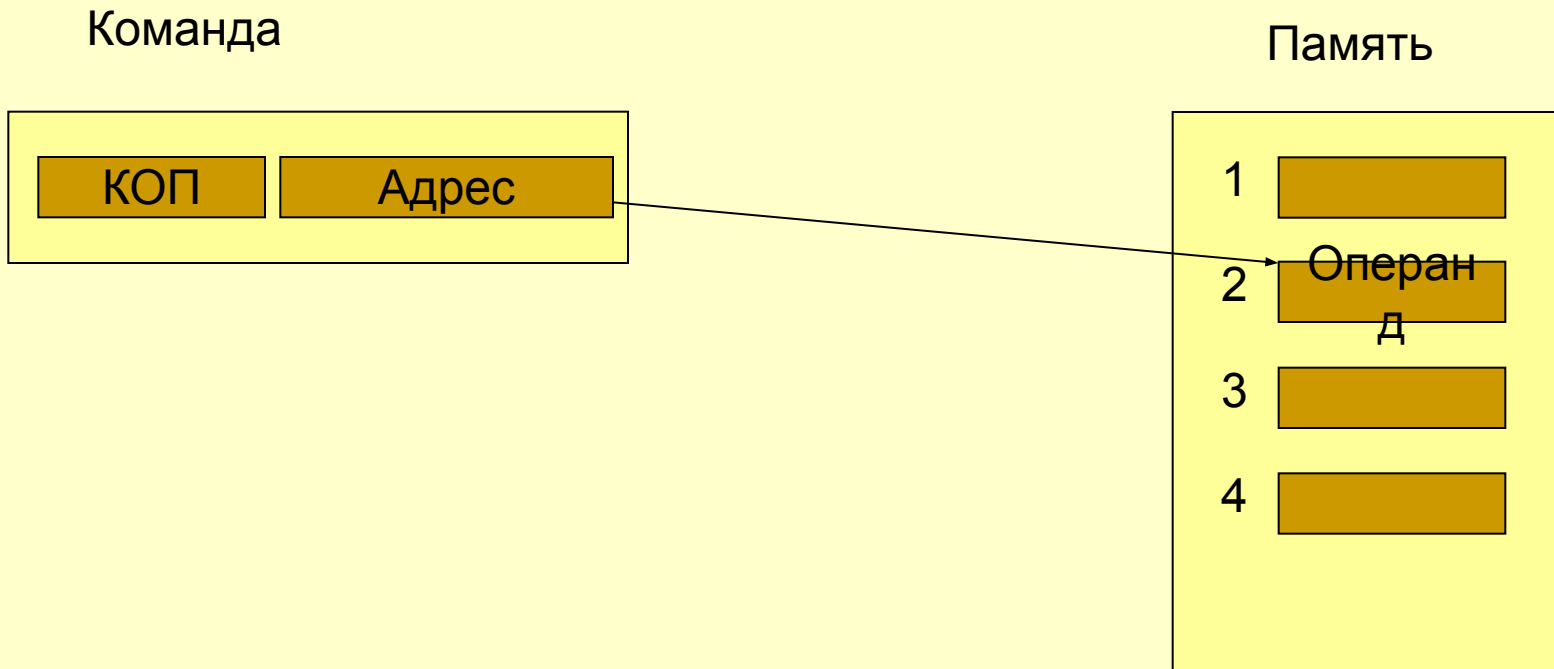 Команда
Память
КОП Адрес
1
2 Операн
д
3
4